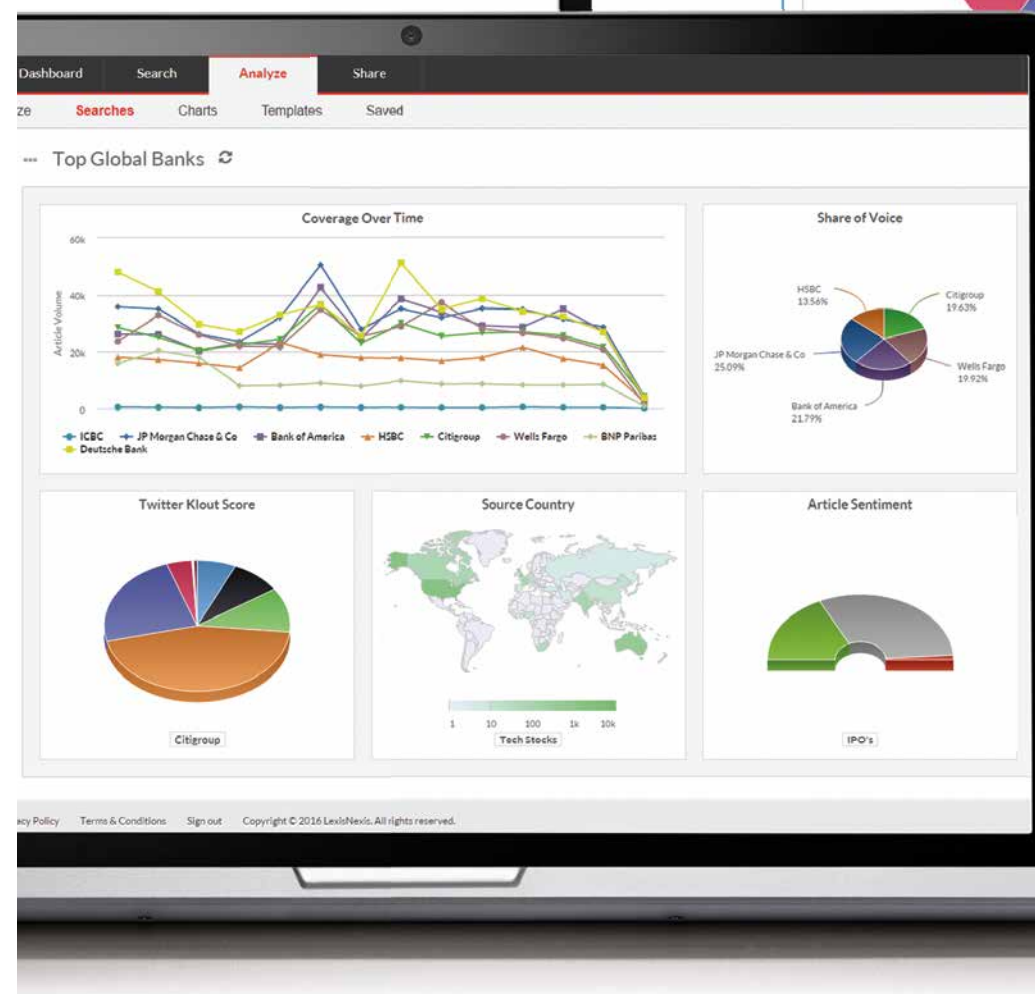 Dashboard Search Analyze Share
ze Searches Charts Templates Saved
Top Global Banks
Coverage Over Time
60k
40k
20k
0
Article Volume
ICBC JP Morgan Chase & Co Bank of America HSBC Citigroup Wells Fargo BNP Paribas
Deutsche Bank
Share of Voice
HSBC
13.56%
Citigroup
19.63%
JP Morgan Chase & Co
25.09%
Wells Fargo
19.92%
Bank of America
21.79%
Twitter Klout Score
Citigroup
Source Country
1 10 100 1k 10k
Tech Stocks
Article Sentiment
IPO's
acy Policy Terms & Conditions Sign out Copyright © 2016 LexisNexis. All rights reserved.